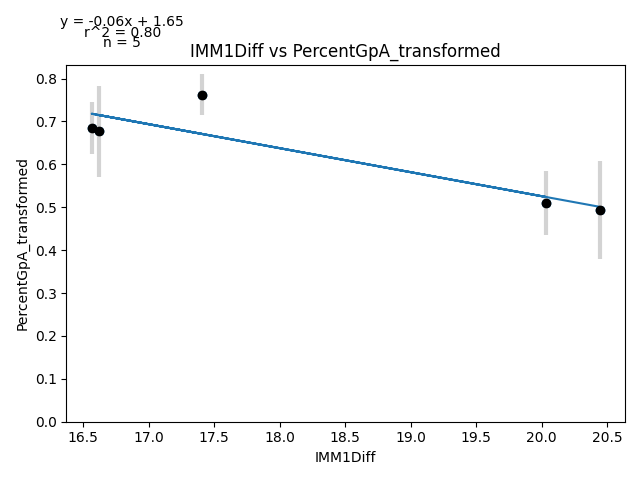 y = -0.06x + 1.65
r^2 = 0.80
n = 5
IMM1Diff vs PercentGpA_transformed
PercentGpA_transformed
0.8
0.7
0.6
0.5
0.4
0.3
0.2
0.1
0.0
16.5 17.0 17.5 18.0 18.5 19.0 19.5 20.0 20.5
IMM1Diff